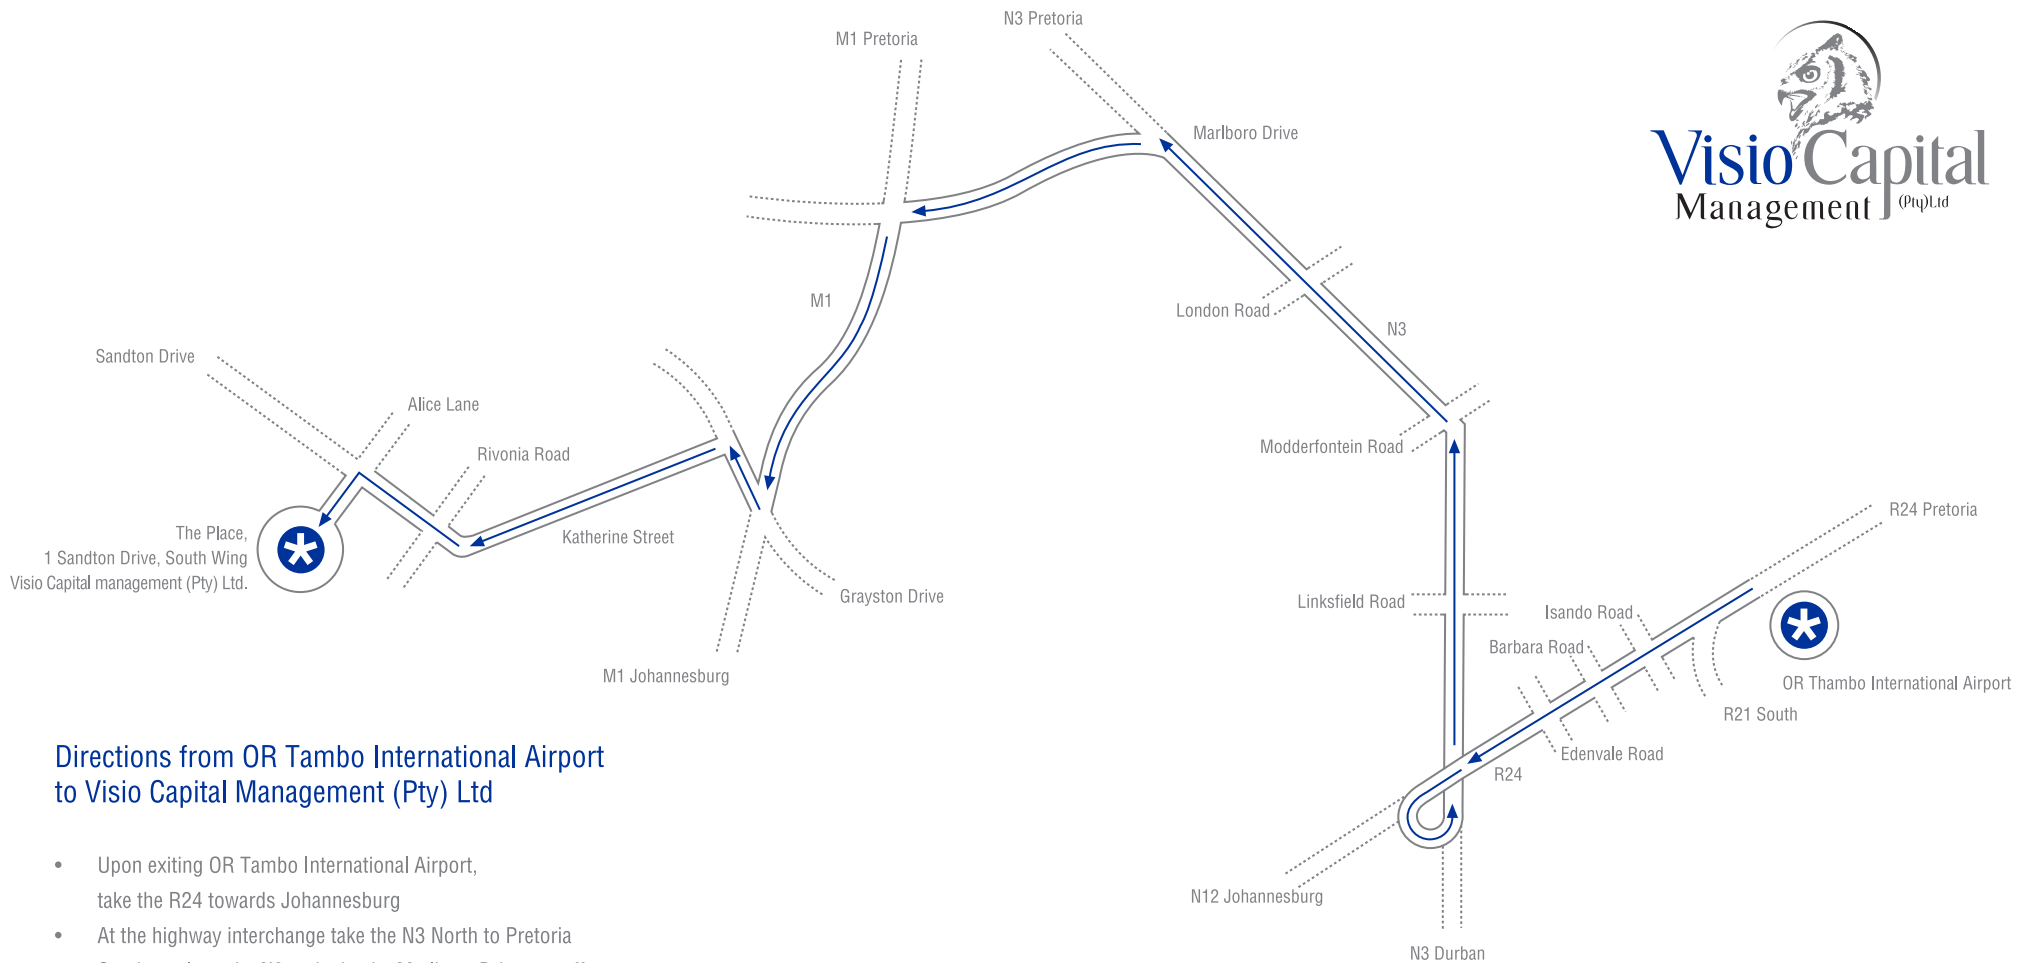 N3 Pretoria
M1 Pretoria
Marlboro Drive
Visio Capital
Management (Pty)Ltd
M1
London Road
N3
Sandton Drive
Alice Lane
Rivonia Road
Modderfontein Road
The Place,
1 Sandton Drive, South Wing
Visio Capital management (Pty) Ltd.
Katherine Street
Grayston Drive
M1 Johannesburg
R24 Pretoria
Linksfield Road
Isando Road
Barbara Road
OR Thambo International Airport
R21 South
Edenvale Road
R24
N12 Johannesburg
N3 Durban
Directions from OR Tambo International Airport
to Visio Capital Management (Pty) Ltd
• Upon exiting OR Tambo International Airport,
take the R24 towards Johannesburg
• At the highway interchange take the N3 North to Pretoria